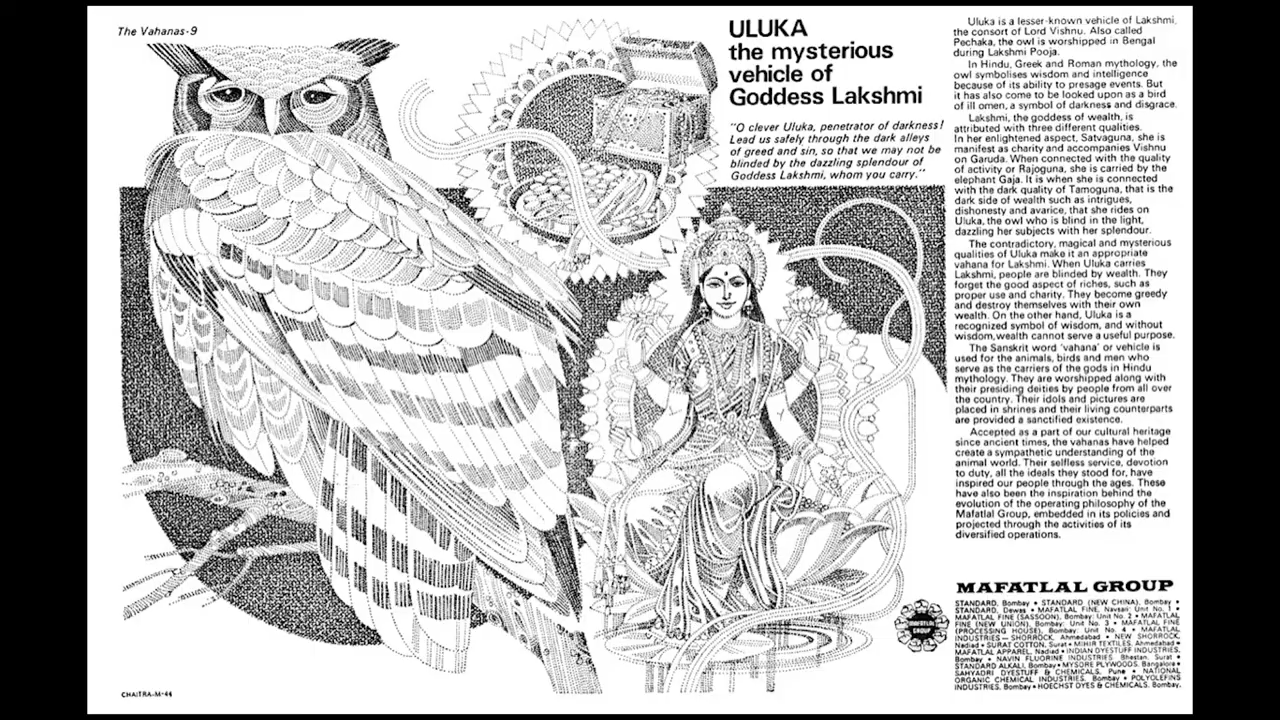 The Vahanas-9
ULUKA
the mysterious
vehicle of
Goddess Lakshmi
"O clever Uluka, penetrator of darkness!
Lead us safely through the dark alleys
of greed and sin, so that we may not be
blinded by the dazzling splendour of
Goddess Lakshmi, whom you carry."
Uluka is a lesser-known vehicle of Lakshmi,
the consort of Lord Vishnu. Also called
Pechaka, the owl is worshipped in Bengal
during Lakshmi Pooja.
In Hindu, Greek and Roman mythology, the
owl symbolises wisdom and intelligence
because of its ability to presage events. But
it has also come to be looked upon as a bird
of ill omen, a symbol of darkness and disgrace.
Lakshmi, the goddess of wealth, is
attributed with three different qualities.
In her enlightened aspect, Satvaguna, she is
manifest as charity and accompanies Vishnu
on Garuda. When connected with the quality
of activity or Rajoguna, she is carried by the
elephant Gaja. It is when she is connected
with the dark quality of Tamoguna, that is the
dark side of wealth such as intrigues,
dishonesty and avarice, that she rides on
Uluka, the owl who is blind in the light,
dazzling her subjects with her splendour.
The contradictory, magical and mysterious
qualities of Uluka make it an appropriate
vahana for Lakshmi. When Uluka carries
Lakshmi, people are blinded by wealth. They
forget the good aspect of riches, such as
proper use and charity. They become greedy
and destroy themselves with their own
wealth. On the other hand, Uluka is a
recognized symbol of wisdom, and without
wisdom, wealth cannot serve a useful purpose.
The Sanskrit word 'vahana' or vehicle is
used for the animals, birds and men who
serve as the carriers of the gods in Hindu
mythology. They are worshipped along with
their presiding deities by people from all over
the country. Their idols and pictures are
placed in shrines and their living counterparts
are provided a sanctified existence.
Accepted as a part of our cultural heritage
since ancient times, the vahanas have helped
create a sympathetic understanding of the
animal world. Their selfless service, devotion
to duty, all the ideals they stood for, have
inspired our people through the ages. These
have also been the inspiration behind the
evolution of the operating philosophy of the
Mafatlal Group, embedded in its policies and
projected through the activities of its
diversified operations.
MAFATLAL GROUP
MAFATLAL
GROUP
STANDARD, Bombay • STANDARD (NEW CHINA), Bombay •
STANDARD, Dewas • MAFATLAL FINE, Navsari: Unit No. 1 •
MAFATLAL FINE (SASSOON), Bombay: Unit No. 2 • MAFATLAL
FINE (NEW UNION), Bombay: Unit No. 3 • MAFATLAL FINE
(PROCESSING HOUSE), Bombay: Unit No. 4 • MAFATLAL
INDUSTRIES—SHORROCK, Ahmedabad • NEW SHORROCK,
Nadiad • SURAT COTTON, Surat • MIHIR TEXTILES, Ahmedabad •
MAFATLAL APPAREL, Nadiad • INDIAN DYESTUFF INDUSTRIES,
Bombay • NAVIN FLUORINE INDUSTRIES, Bhestan, Surat •
STANDARD ALKALI, Bombay • MYSORE PLYWOODS, Bangalore •
SAHYADRI DYESTUFF & CHEMICALS, Pune • NATIONAL
ORGANIC CHEMICAL INDUSTRIES, Bombay • POLYOLEFINS
INDUSTRIES, Bombay • HOECHST DYES & CHEMICALS, Bombay.
CHAITRA-M-44